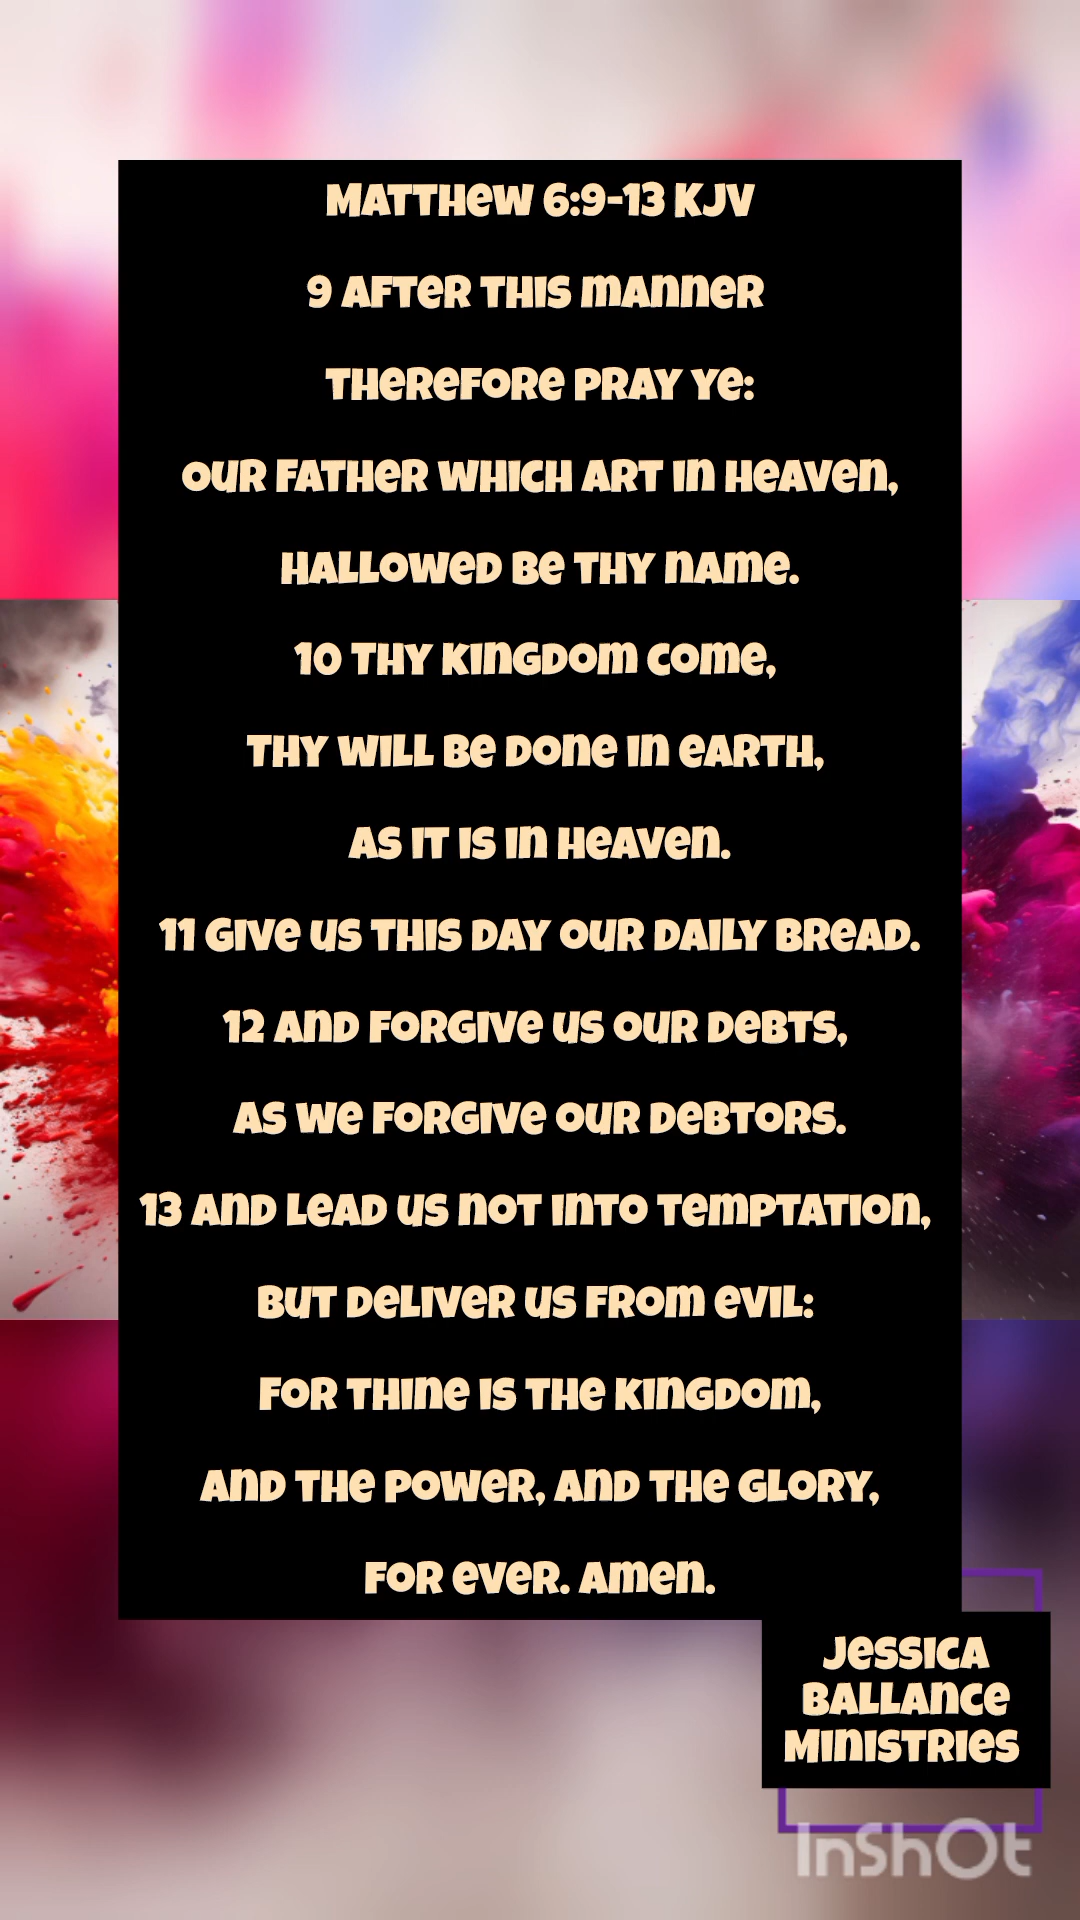 Matthew 6:9-13 KJV
9 After this manner
therefore pray ye:
Our Father which art in heaven,
Hallowed be thy name.
10 Thy kingdom come,
Thy will be done in earth,
as it is in heaven.
11 Give us this day our daily bread.
12 And forgive us our debts,
as we forgive our debtors.
13 And lead us not into temptation,
but deliver us from evil:
For thine is the kingdom,
and the power, and the glory,
for ever. Amen.
Jessica
Ballance
Ministries
InShOt